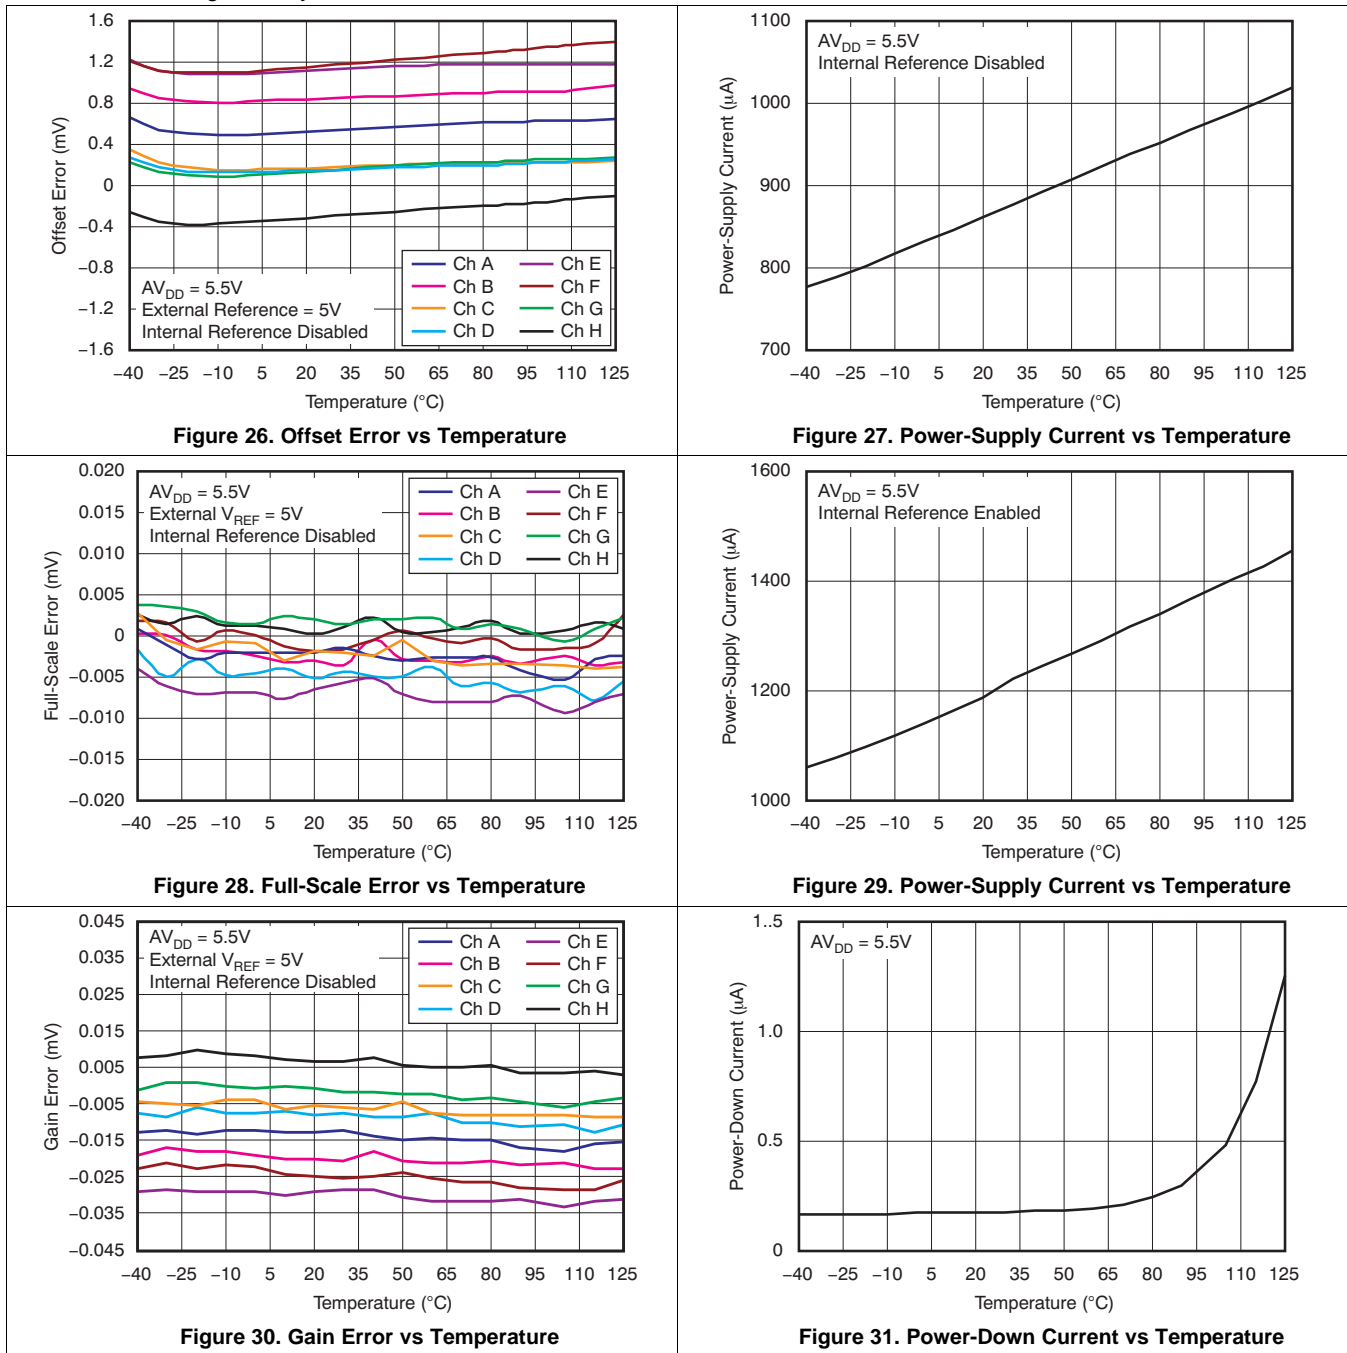 1.6
1.2
0.8
0.4
0
−0.4
−0.8
−1.2
−1.6
Offset Error (mV)
AVDD = 5.5V
External Reference = 5V
Internal Reference Disabled
Ch A
Ch B
Ch C
Ch D
Ch E
Ch F
Ch G
Ch H
−40 −25 −10 5 20 35 50 65 80 95 110 125
Temperature (°C)
Figure 26. Offset Error vs Temperature
1100
1000
900
800
700
Power-Supply Current (μA)
AVDD = 5.5V
Internal Reference Disabled
−40 −25 −10 5 20 35 50 65 80 95 110 125
Temperature (°C)
Figure 27. Power-Supply Current vs Temperature
0.020
0.015
0.010
0.005
0
−0.005
−0.010
−0.015
−0.020
Full-Scale Error (mV)
AVDD = 5.5V
External VREF = 5V
Internal Reference Disabled
Ch A
Ch B
Ch C
Ch D
Ch E
Ch F
Ch G
Ch H
−40 −25 −10 5 20 35 50 65 80 95 110 125
Temperature (°C)
Figure 28. Full-Scale Error vs Temperature
1600
1400
1200
1000
Power-Supply Current (μA)
AVDD = 5.5V
Internal Reference Enabled
−40 −25 −10 5 20 35 50 65 80 95 110 125
Temperature (°C)
Figure 29. Power-Supply Current vs Temperature
0.045
0.035
0.025
0.015
0.005
−0.005
−0.015
−0.025
−0.035
−0.045
Gain Error (mV)
AVDD = 5.5V
External VREF = 5V
Internal Reference Disabled
Ch A
Ch B
Ch C
Ch D
Ch E
Ch F
Ch G
Ch H
−40 −25 −10 5 20 35 50 65 80 95 110 125
Temperature (°C)
Figure 30. Gain Error vs Temperature
1..5
1.0
0.5
0
Power-Down Current (μA)
AVDD = 5.5V
−40 −25 −10 5 20 35 50 65 80 95 110 125
Temperature (°C)
Figure 31. Power-Down Current vs Temperature